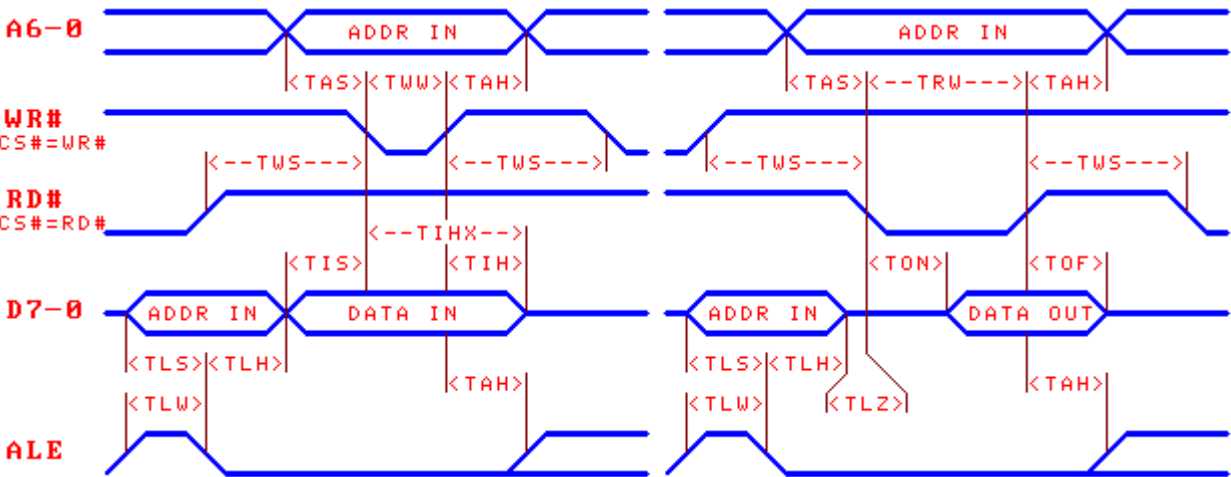 A6-0 ADDR IN ADDR IN
<TAS><TWW><TAH> <TAS><--TRW---><TAH>
WR#
CS#=WR#
<--TWS---> <--TWS---> <--TWS---> <--TWS--->
RD#
CS#=RD#
<--TIHX-->
<TIS> <TIH> <TON> <TOF>
D7-0 ADDR IN DATA IN ADDR IN DATA OUT
<TLS><TLH> <TLS><TLH>
<TAH> <TAH>
<TLW> <TLW> <TLZ>
ALE